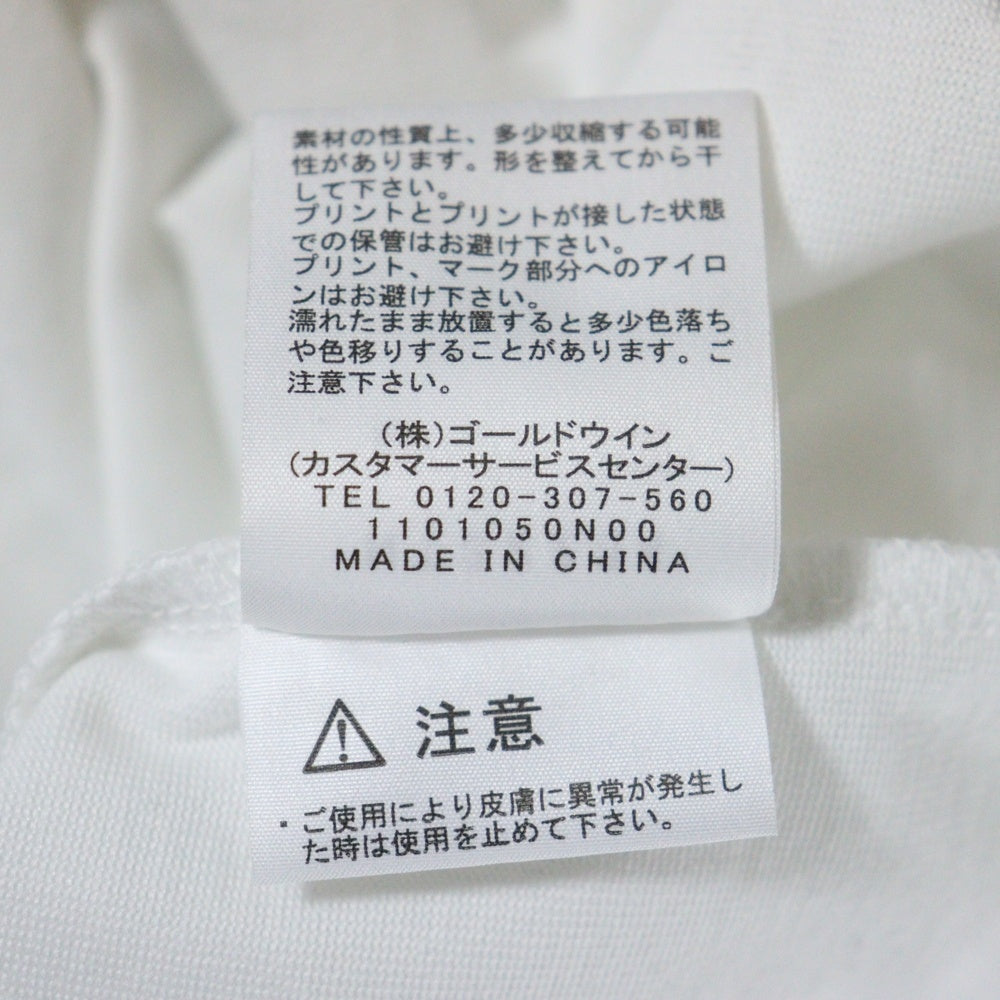 素材の性質上、多少収縮する可能
性があります。形を整えてから干
して下さい。
プリントとプリントが接した状態
での保管はお避け下さい。
プリント、マーク部分へのアイロ
ンはお避け下さい。
濡れたまま放置すると多少色落ち
や色移りすることがあります。ご
注意下さい。
(株)ゴールドウイン
(カスタマーサービスセンター)
TEL 0120-307-560
1101050N00
MADE IN CHINA
注意
・ご使用により皮膚に異常が発生し
た時は使用を止めて下さい。